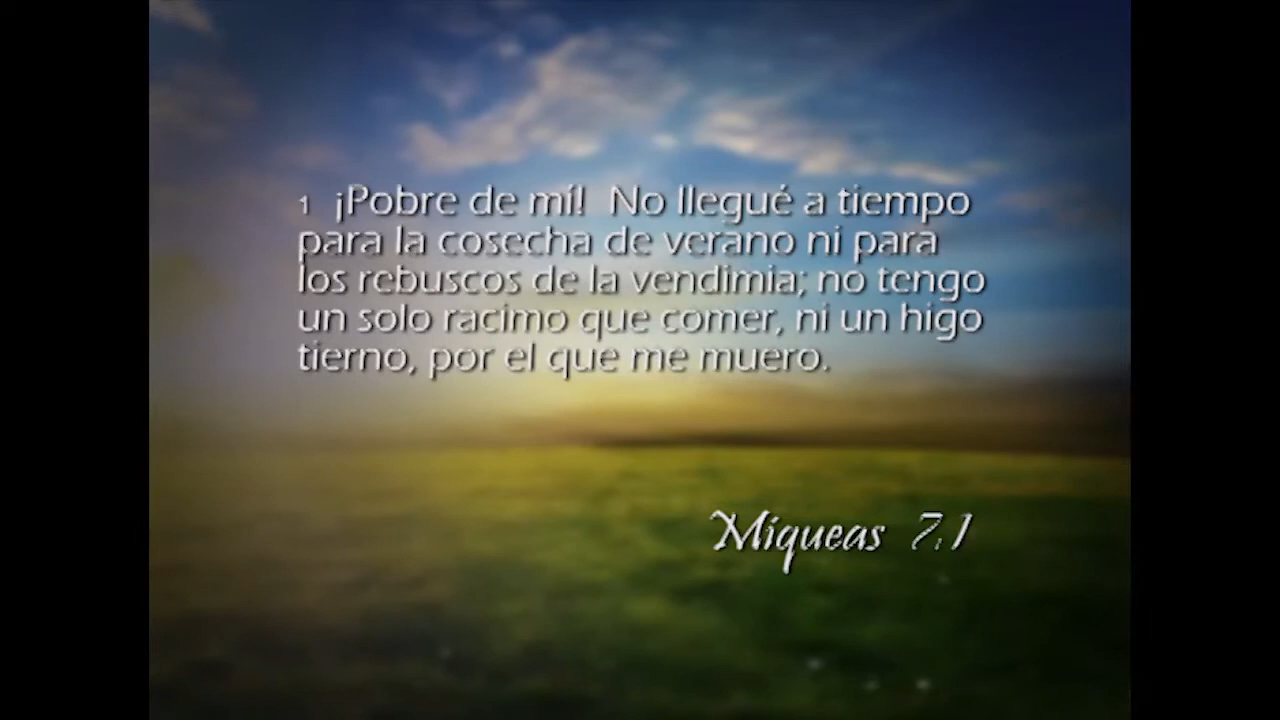 1 ¡Pobre de mí! No llegué a tiempo
para la cosecha de verano ni para
los rebuscos de la vendimia; no tengo
un solo racimo que comer, ni un higo
tierno, por el que me muero.
Miqueas 7:1